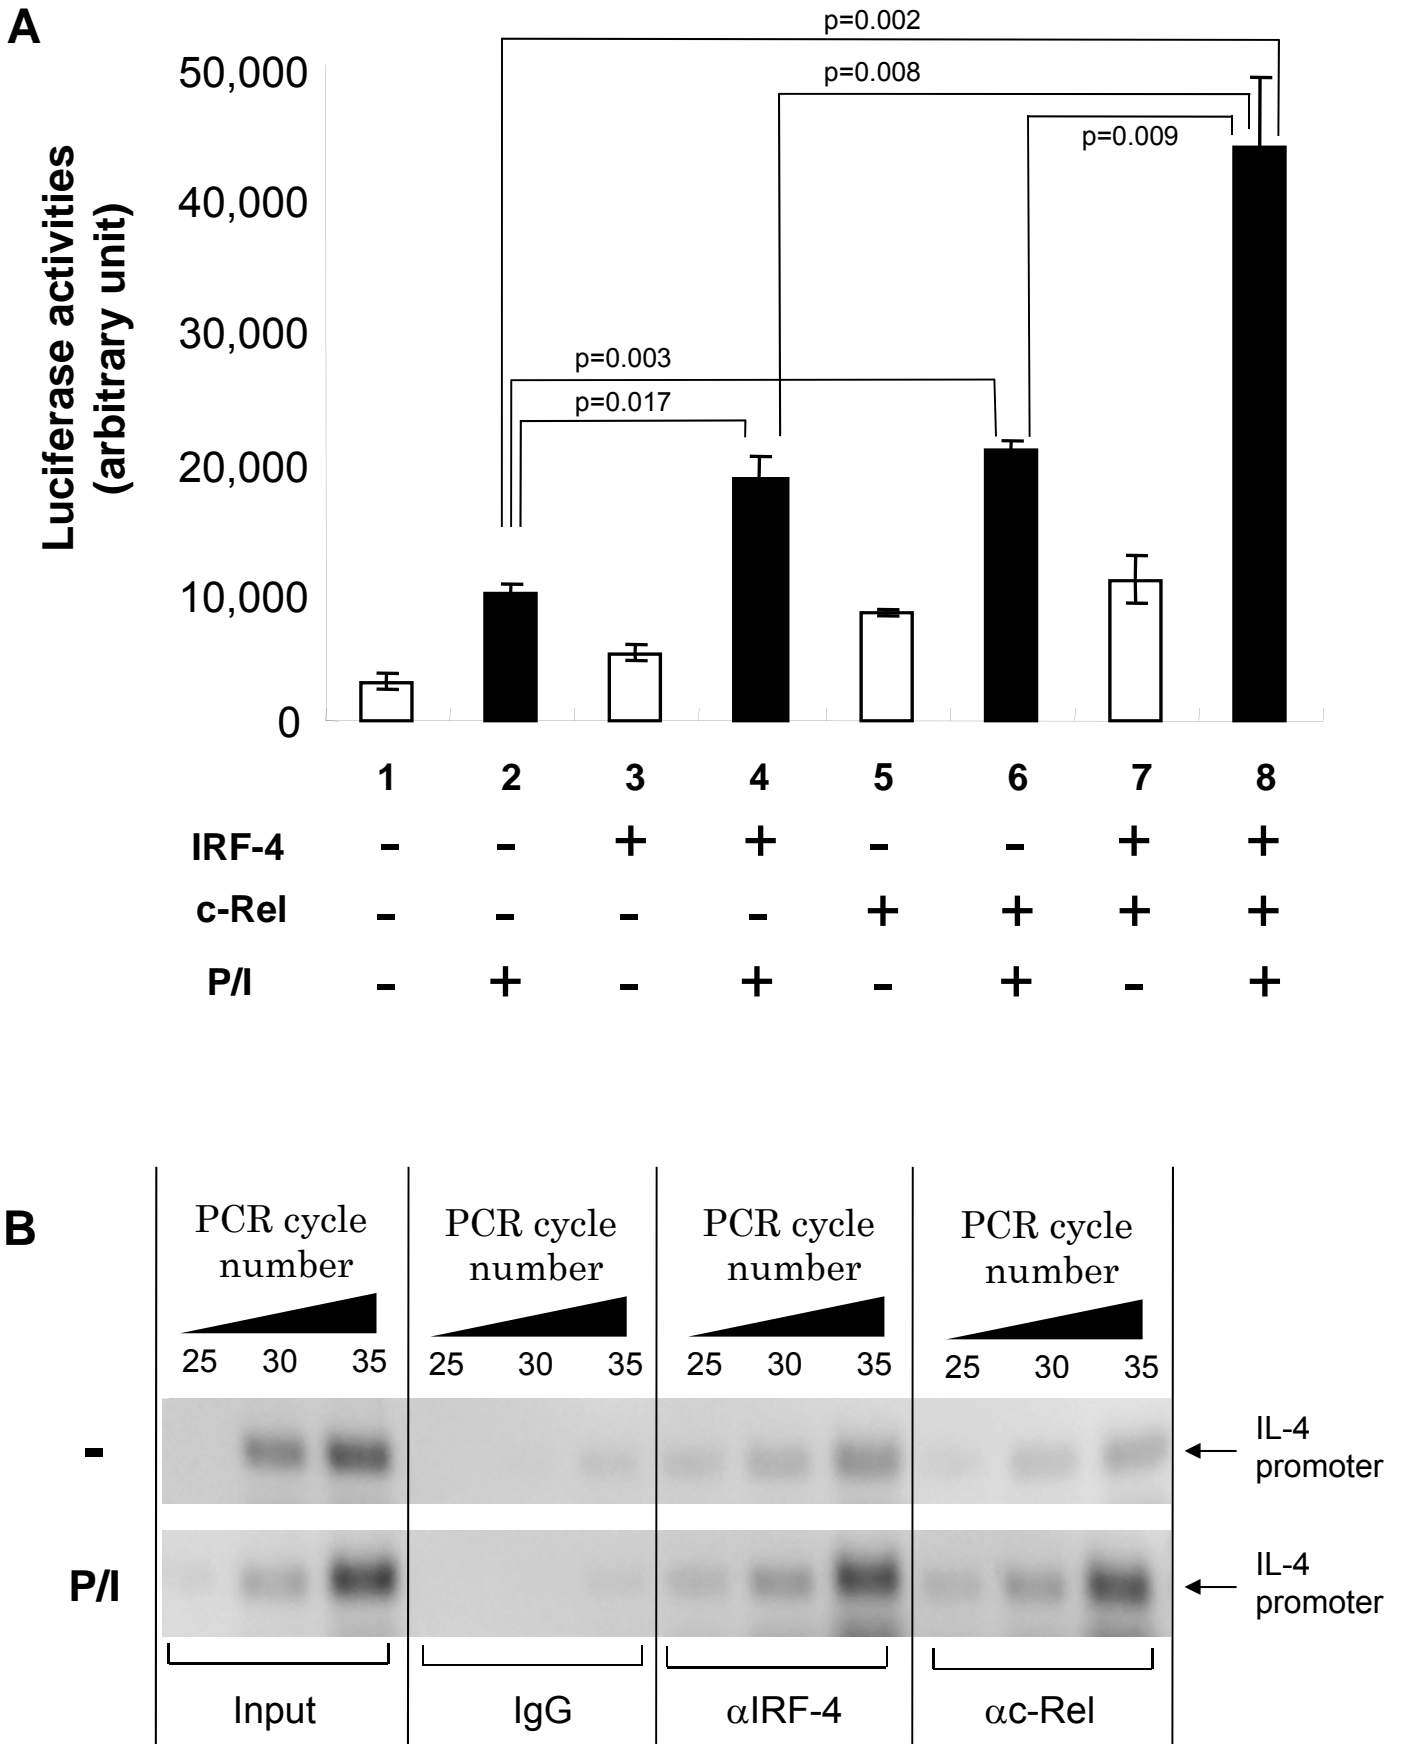 A
p=0.002
50,000
p=0.008
p=0.009
40,000
Luciferase activities
(arbitrary unit)
30,000
p=0.003
p=0.017
20,000
10,000
0
1 2 3 4 5 6 7 8
IRF-4 - - + + - - + +
c-Rel - - - - + + + +
P/I - + - + - + - +
B
PCR cycle number
PCR cycle number
PCR cycle number
PCR cycle number
25 30 35 25 30 35 25 30 35 25 30 35
-
IL-4
promoter
P/I
IL-4
promoter
Input IgG αIRF-4 αc-Rel